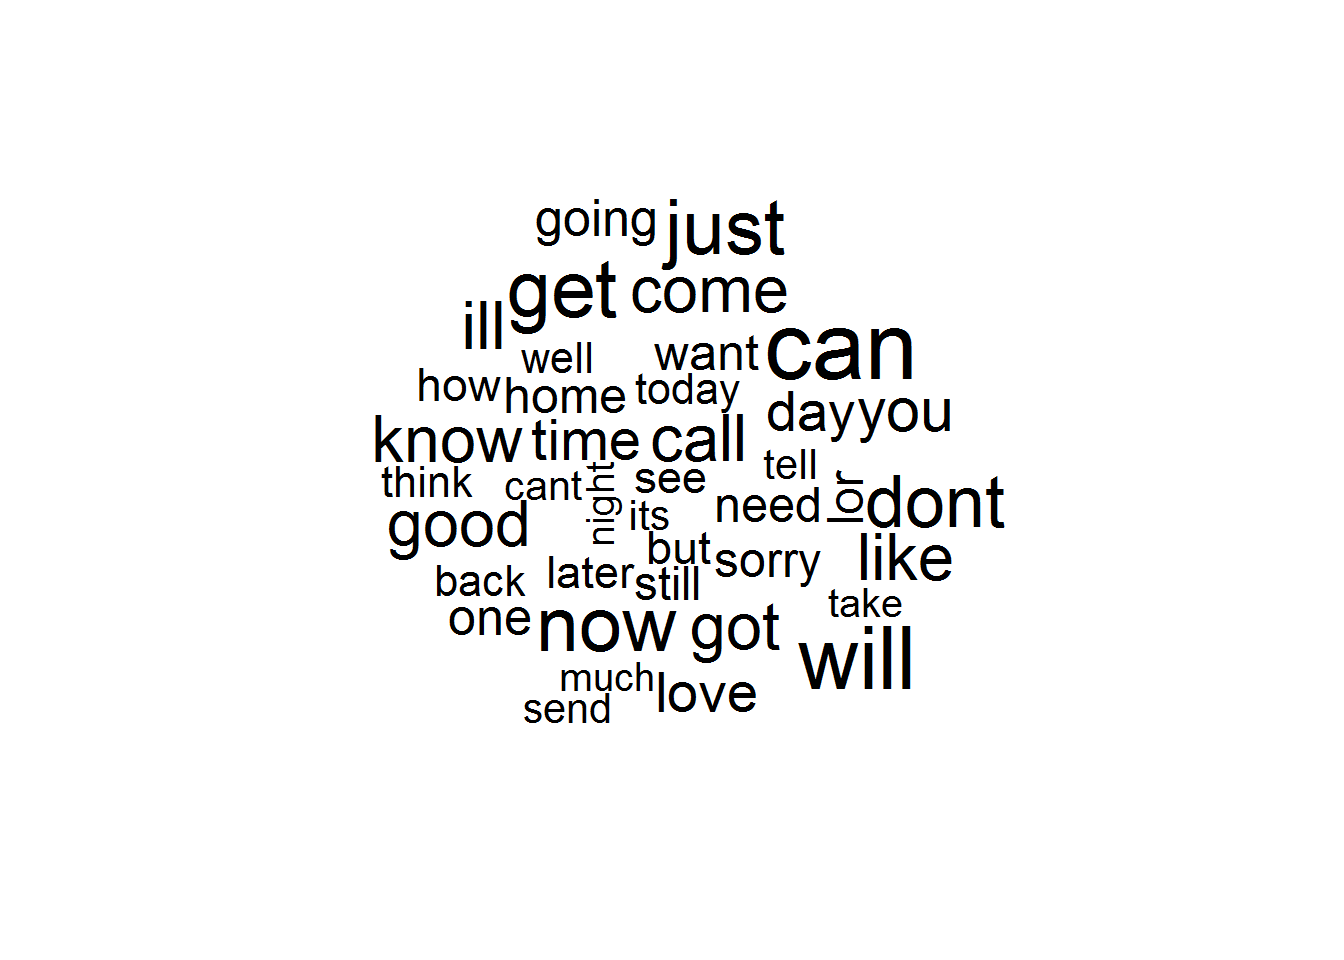 going just
get come
ill
can
well want
how home today
day you
know time call
tell
think cant night see
lor
need dont
good its
but sorry like
back later still
take
one now got
will
much love
send